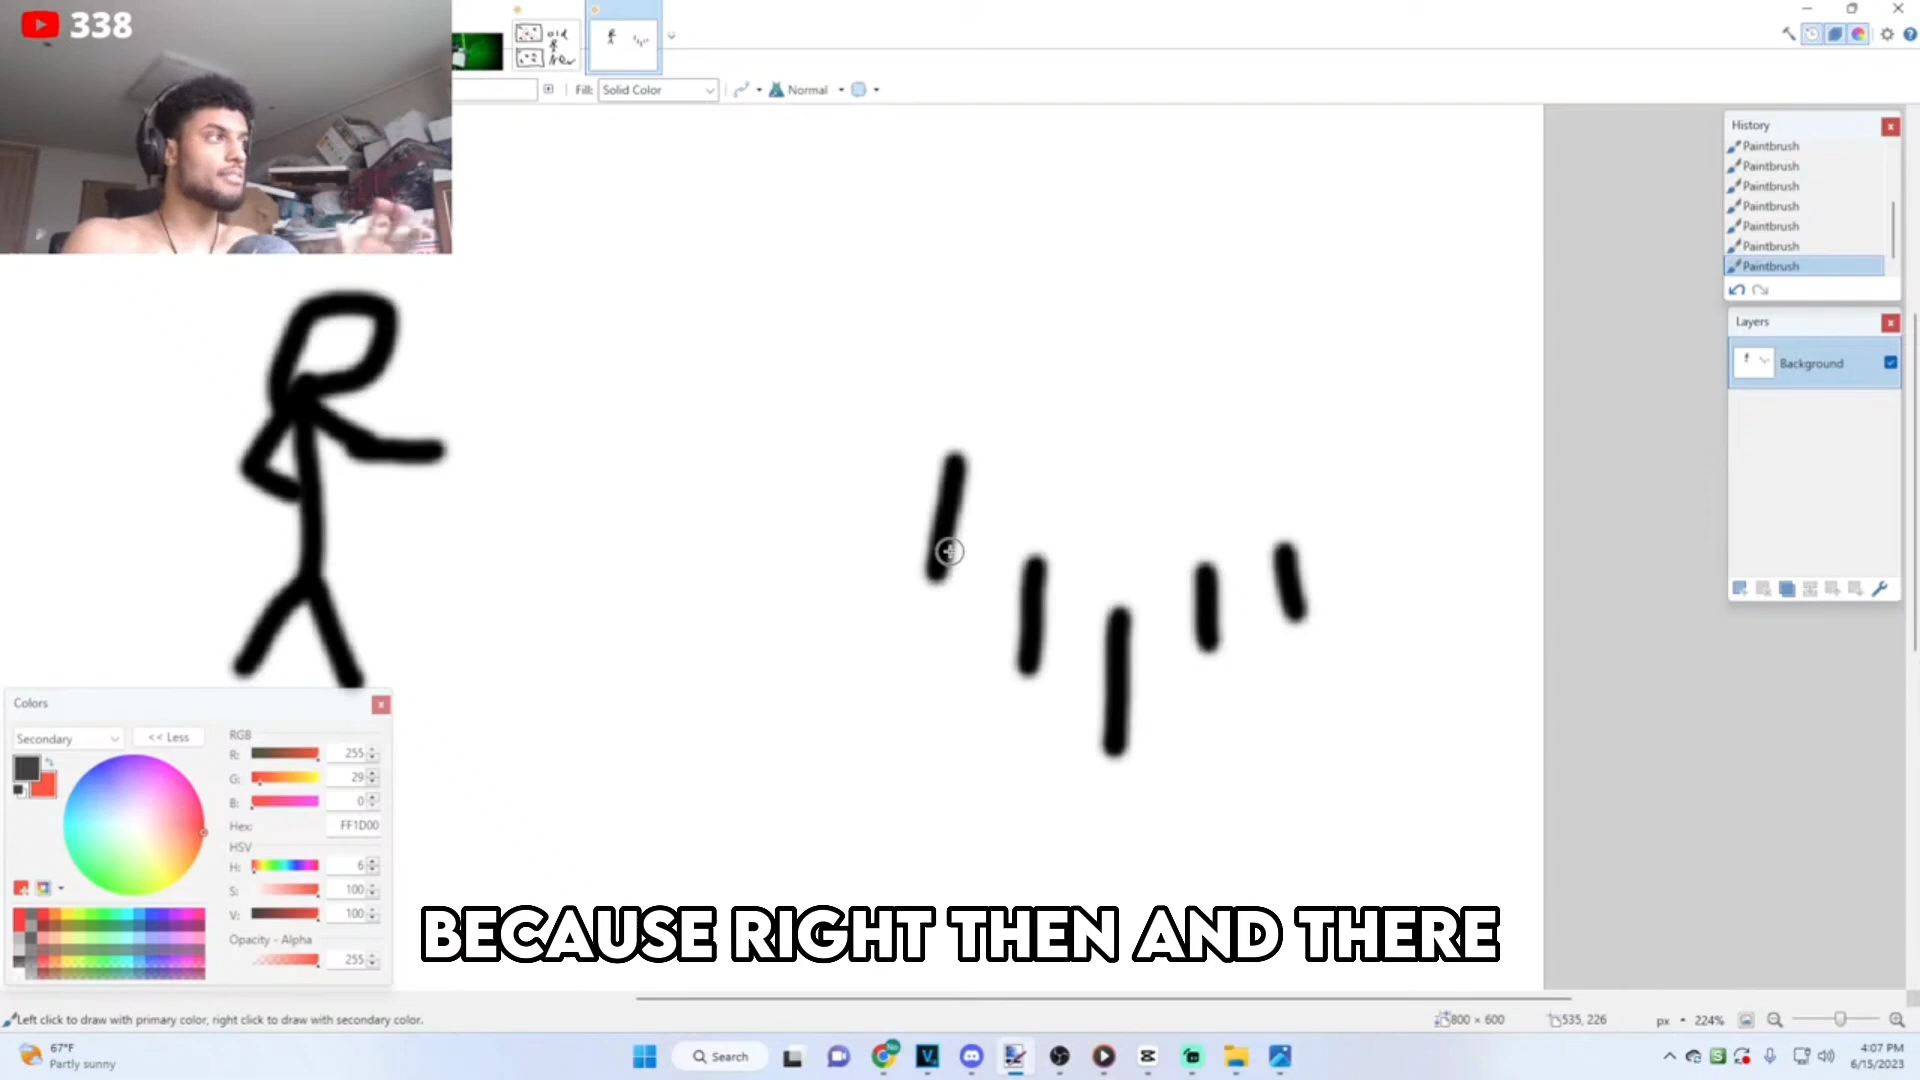 338
old
& New
Fill: Solid Color Normal
History
Paintbrush
Paintbrush
Paintbrush
Paintbrush
Paintbrush
Paintbrush
Paintbrush
Layers
Background
Colors
Secondary << Less
RGB
R: 255
G: 29
B: 0
Hex: FF1D00
HSV
H: 6
S: 100
V: 100
Opacity - Alpha
255
BECAUSE RIGHT THEN AND THERE
Left click to draw with primary color, right click to draw with secondary color.
800 × 600 535, 226 px 224%
67°F
Partly sunny
Search
4:07 PM
6/15/2023